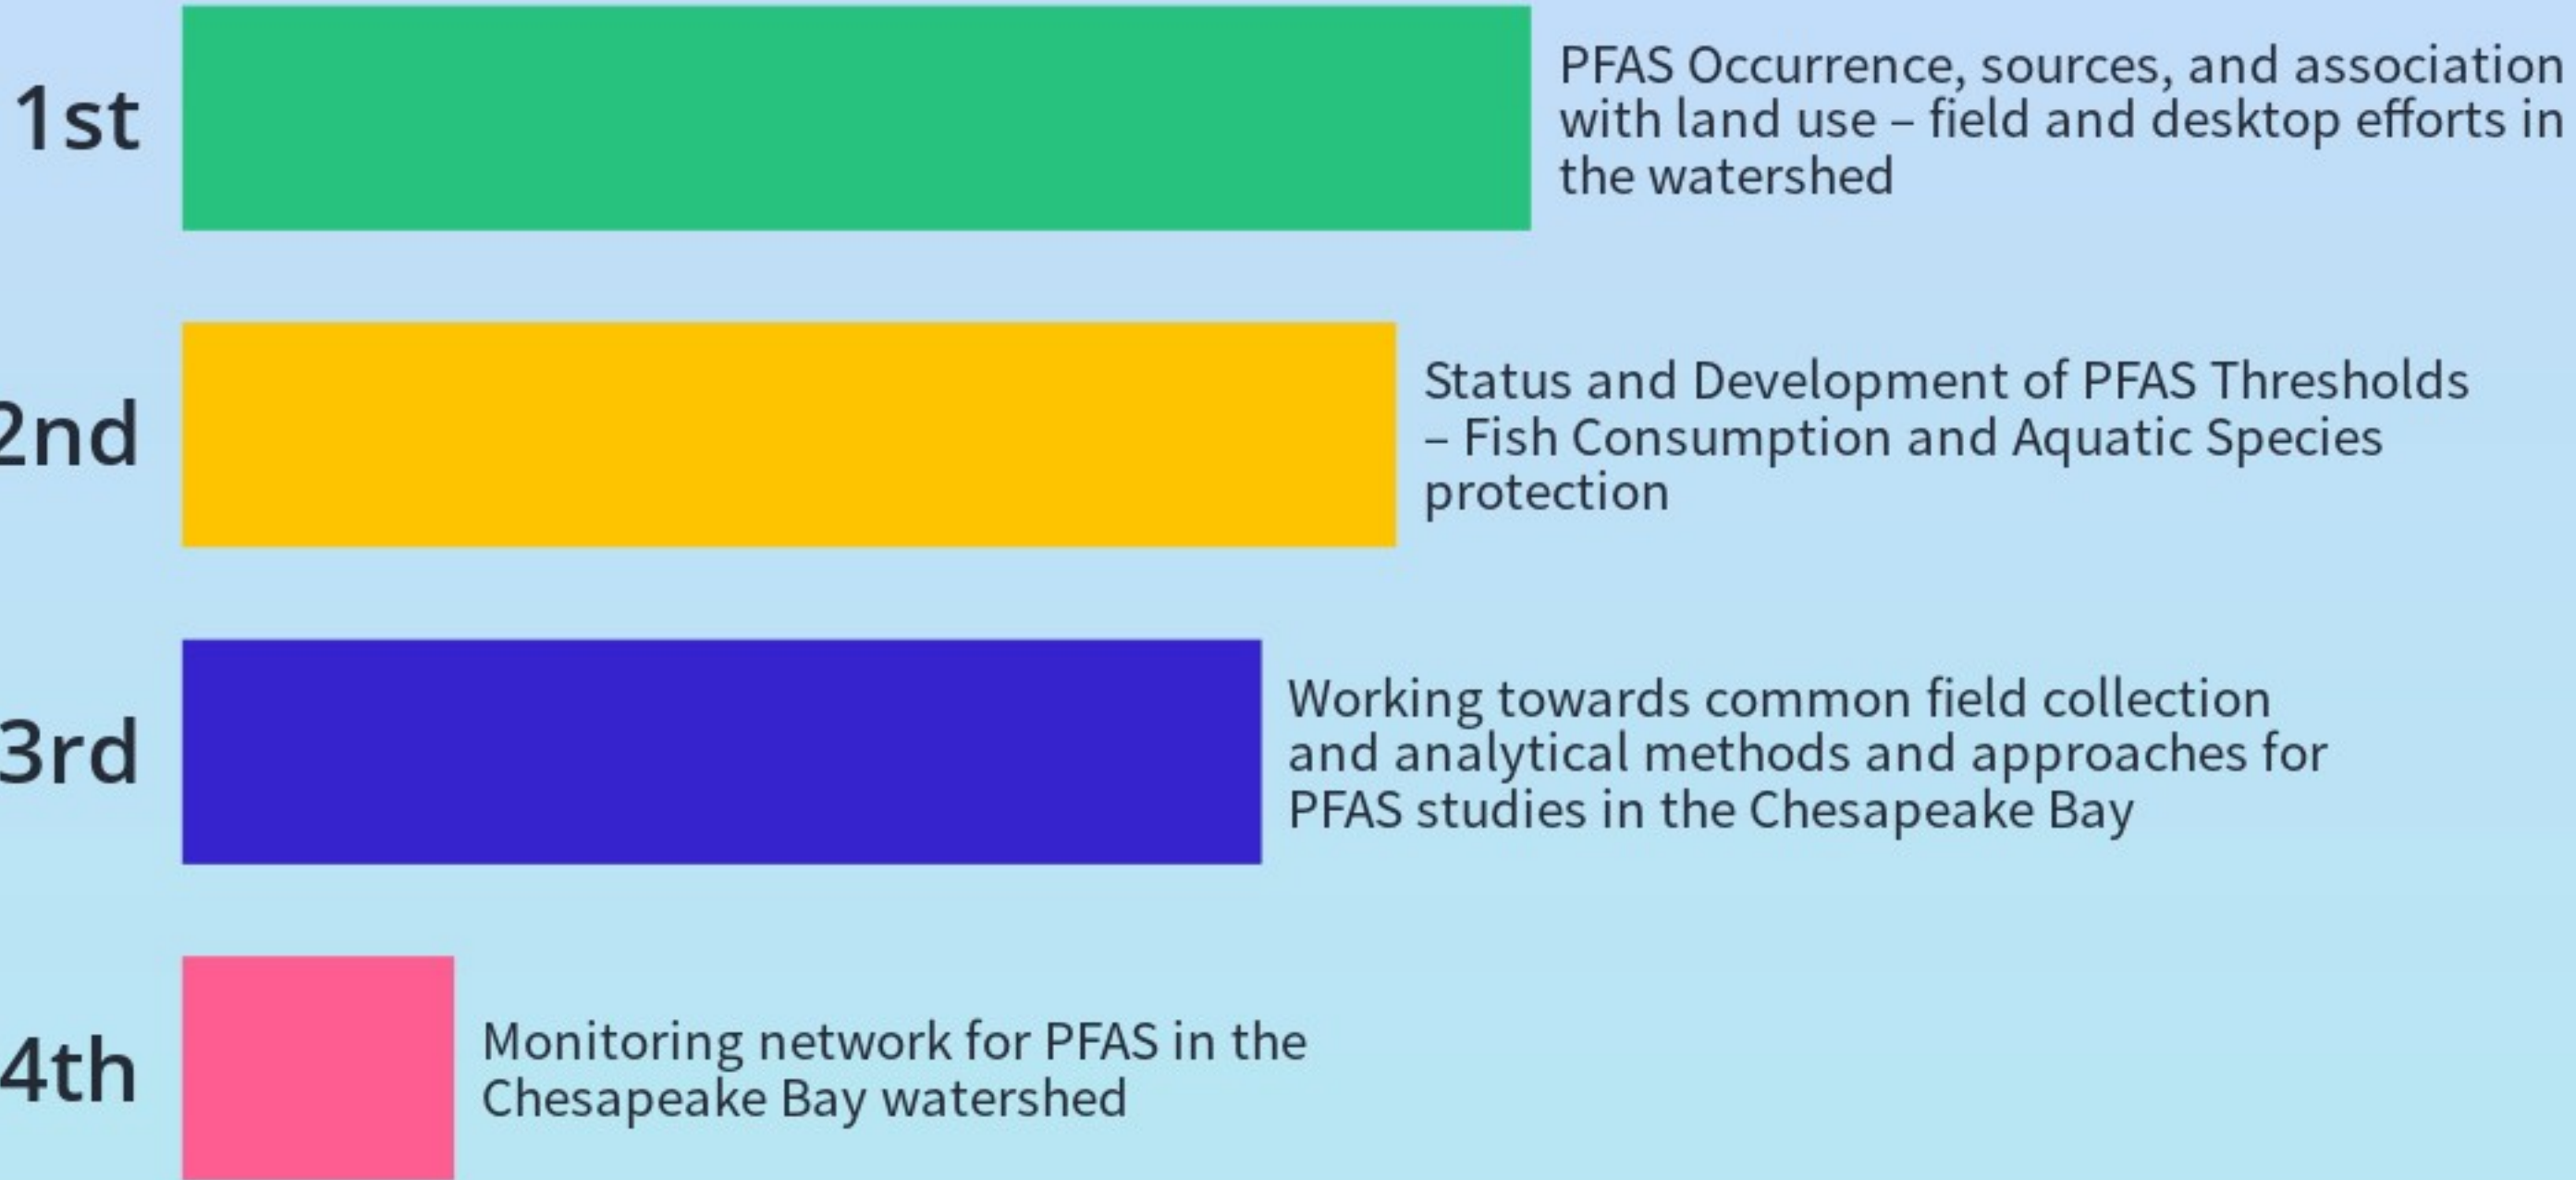 1st
PFAS Occurrence, sources, and association
with land use – field and desktop efforts in
the watershed
2nd
Status and Development of PFAS Thresholds
– Fish Consumption and Aquatic Species
protection
3rd
Working towards common field collection
and analytical methods and approaches for
PFAS studies in the Chesapeake Bay
4th
Monitoring network for PFAS in the
Chesapeake Bay watershed